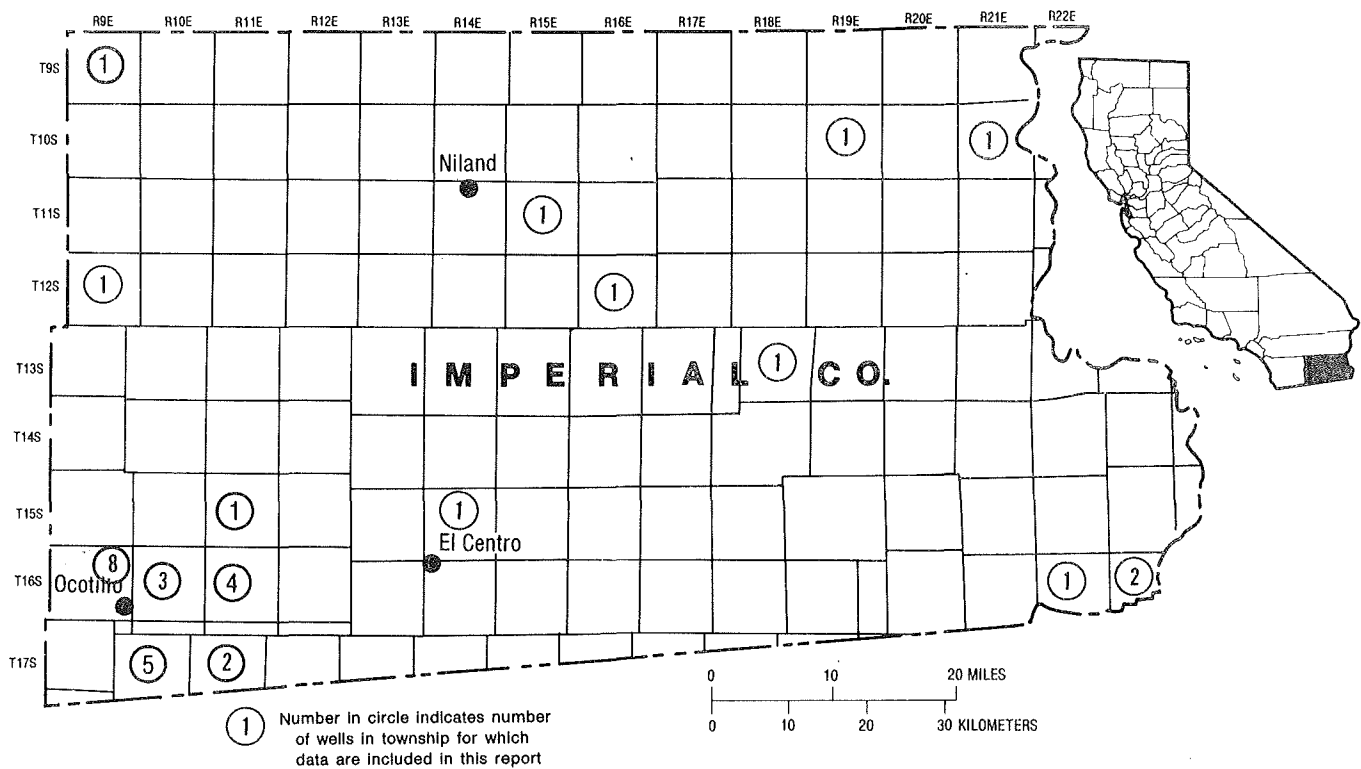 R9E R10E R11E R12E R13E R14E R15E R16E R17E R18E R19E R20E R21E R22E
T9S 1
T10S 1 1
Niland
T11S 1
T12S 1 1
T13S IMPERIAL CO. 1
T14S
T15S 1 1
El Centro
T16S 8 3 4 1 2
Ocotillo
T17S 5 2
0 10 20 MILES
0 10 20 30 KILOMETERS
1 Number in circle indicates number
of wells in township for which
data are included in this report